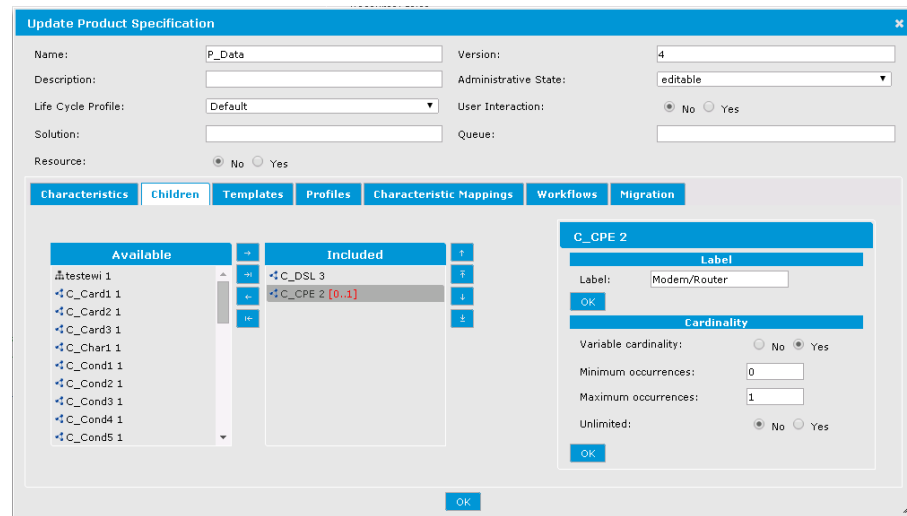 Update Product Specification
Name: P_Data Version: 4
Description: Administrative State: editable
Life Cycle Profile: Default User Interaction: No Yes
Solution: Queue:
Resource: No Yes
Characteristics Children Templates Profiles Characteristic Mappings Workflows Migration
Available
testewi 1
C_Card1 1
C_Card2 1
C_Card3 1
C_Char1 1
C_Cond1 1
C_Cond2 1
C_Cond3 1
C_Cond4 1
C_Cond5 1
Included
C_DSL 3
C_CPE 2 [0..1]
C_CPE 2
Label
Label: Modem/Router
OK
Cardinality
Variable cardinality: No Yes
Minimum occurrences: 0
Maximum occurrences: 1
Unlimited: No Yes
OK
OK